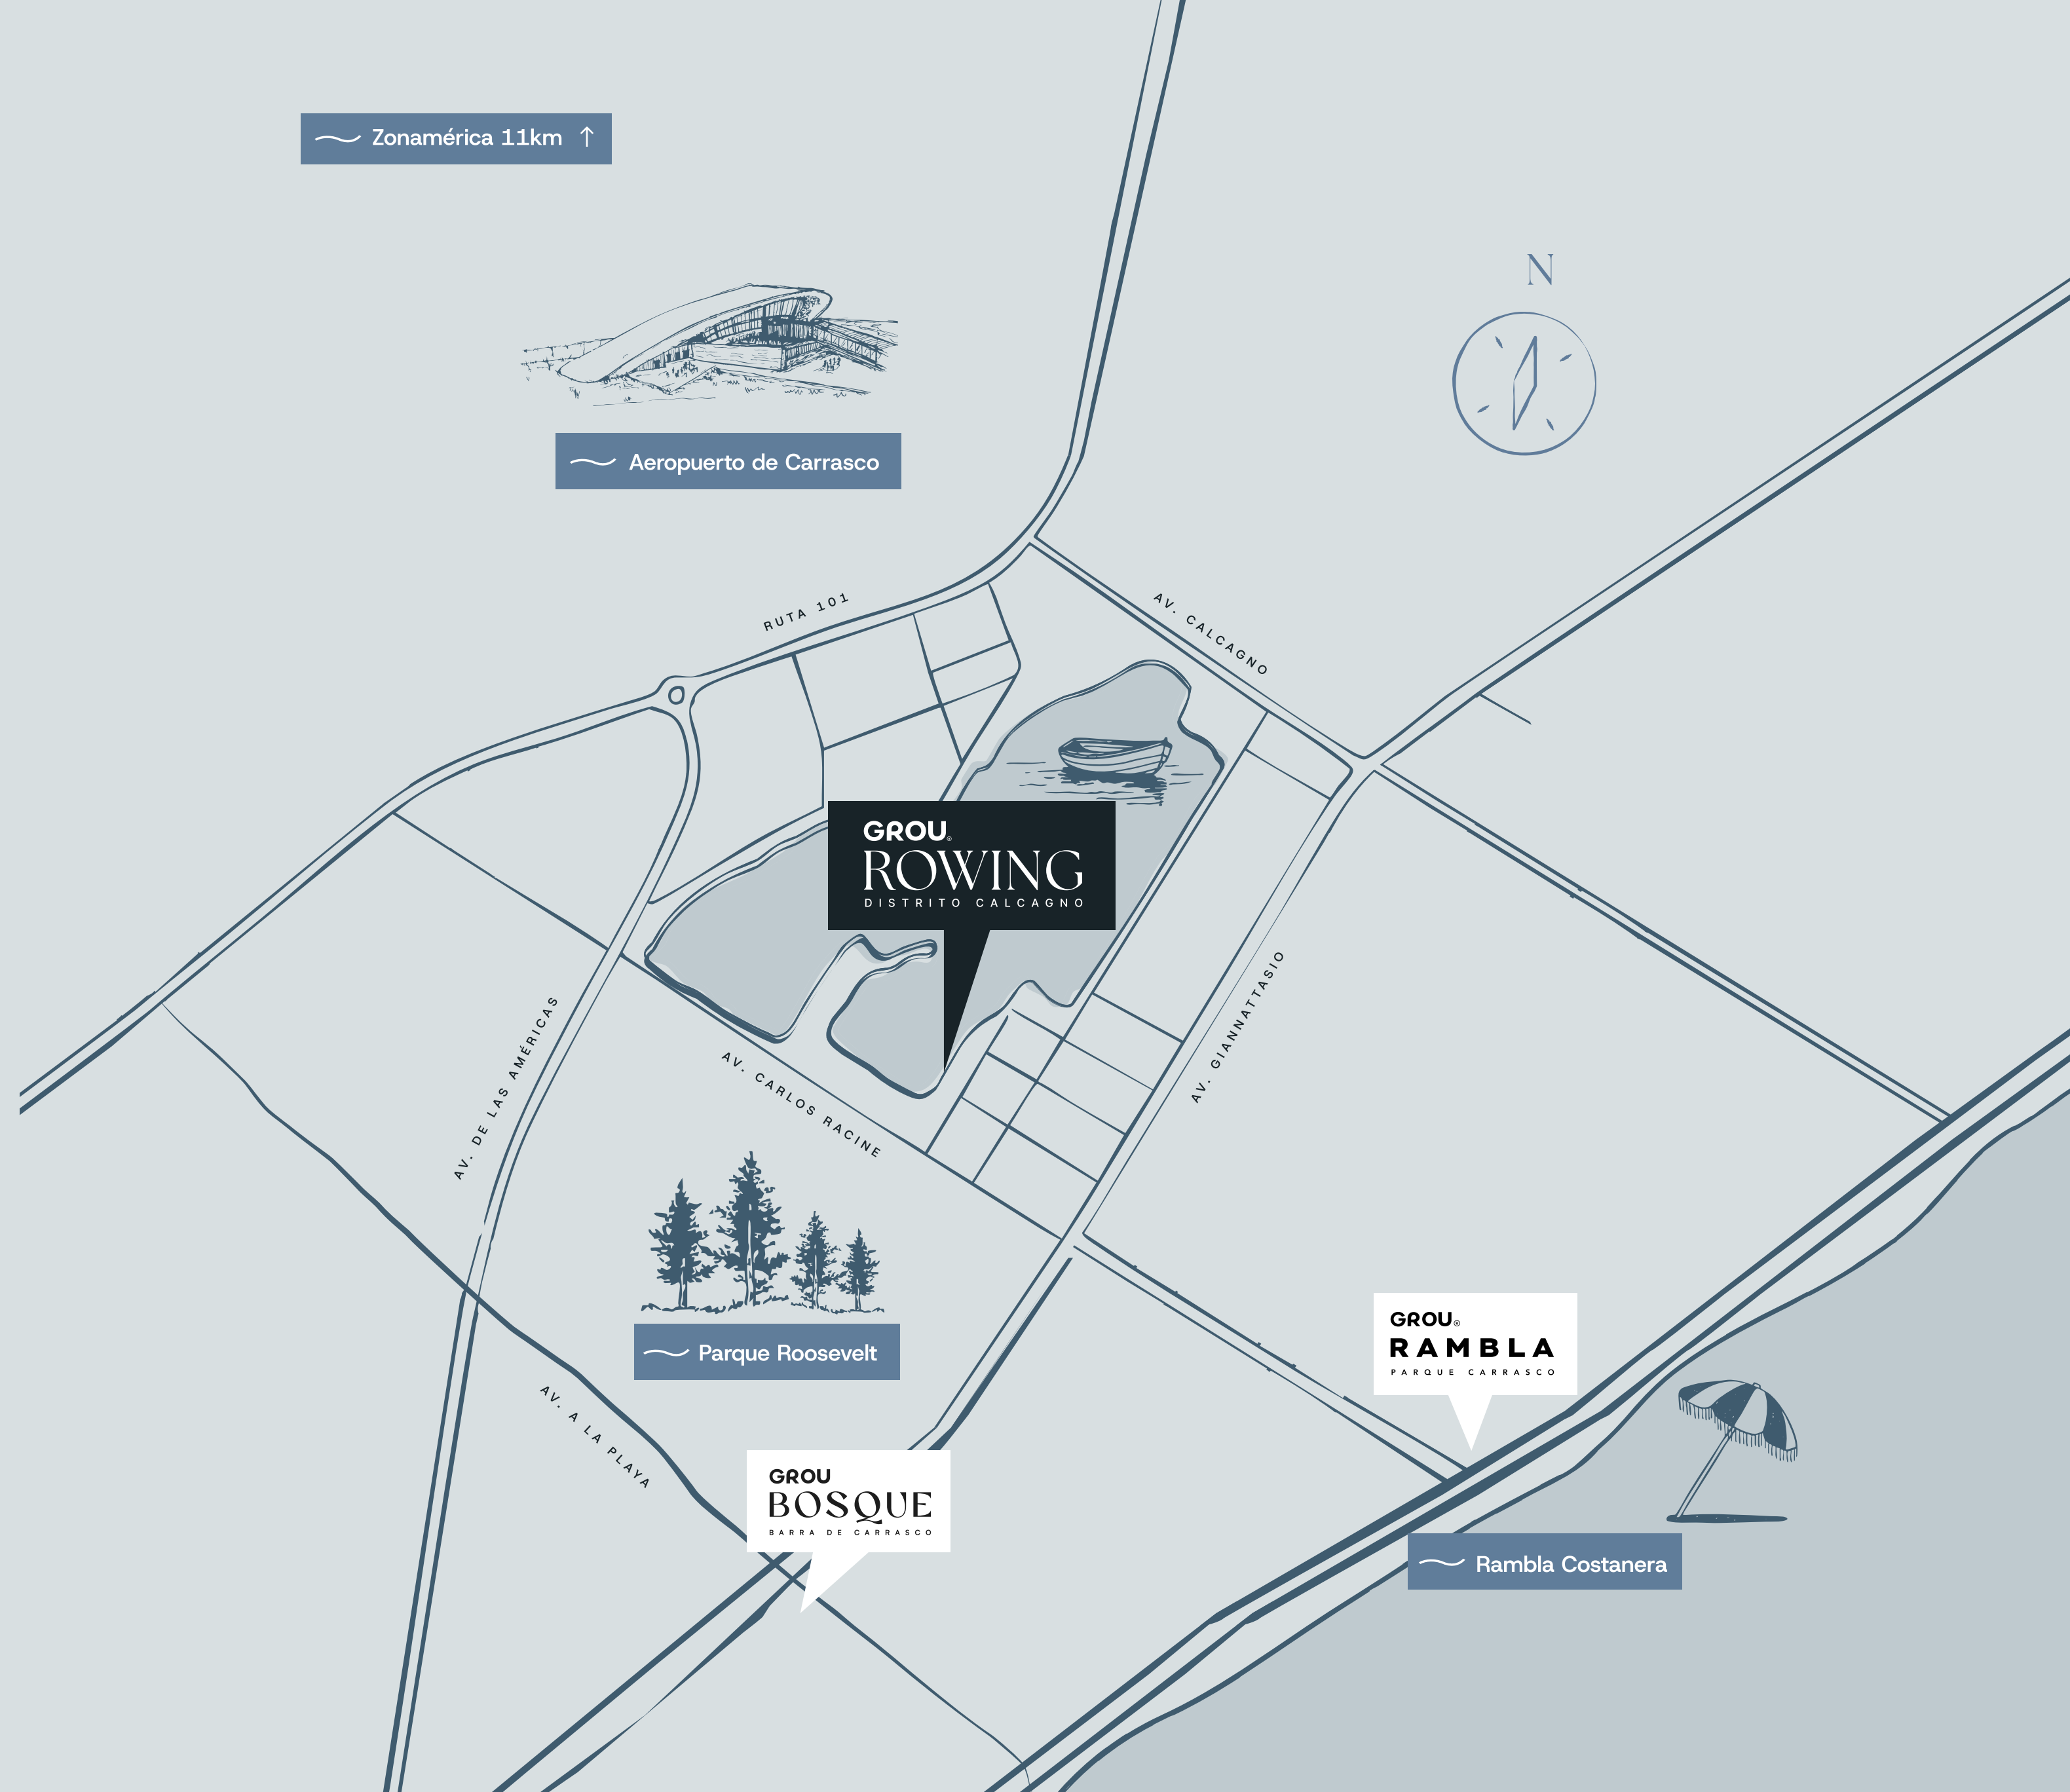 Zonamérica 11km ↑
N
Aeropuerto de Carrasco
RUTA 101
AV. CALCAGNO
GROU®
ROWING
DISTRITO CALCAGNO
AV. GIANNATTASIO
AV. DE LAS AMÉRICAS
AV. CARLOS RACINE
Parque Roosevelt
GROU®
RAMBLA
PARQUE CARRASCO
AV. A LA PLAYA
GROU
BOSQUE
BARRA DE CARRASCO
Rambla Costanera